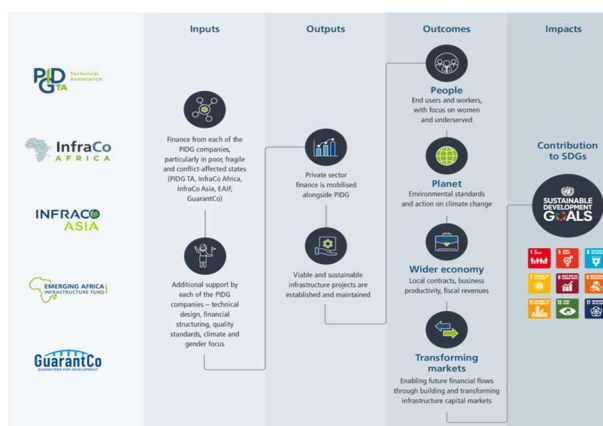 Inputs
Outputs
Outcomes
Impacts
PIDG TA
Technical
Assistance
InfraCo
AFRICA
INFRACO
ASIA
EMERGING AFRICA
INFRASTRUCTURE FUND
GuarantCo
Finance from each of the
PIDG companies,
particularly in poor, fragile
and conflict-affected states
(PIDG TA, InfraCo Africa,
InfraCo Asia, EAIF,
GuarantCo)
Additional support by
each of the PIDG
companies – technical
design, financial
structuring, quality
standards, climate and
gender focus
Private sector
finance is mobilised
alongside PIDG
Viable and sustainable
infrastructure projects are
established and maintained
People
End users and workers,
with focus on women
and underserved
Planet
Environmental standards
and action on climate change
Wider economy
Local contracts, business
productivity, fiscal revenues
Transforming
markets
Enabling future financial flows
through building and transforming
infrastructure capital markets
Contribution
to SDGs
SUSTAINABLE
DEVELOPMENT
GOALS